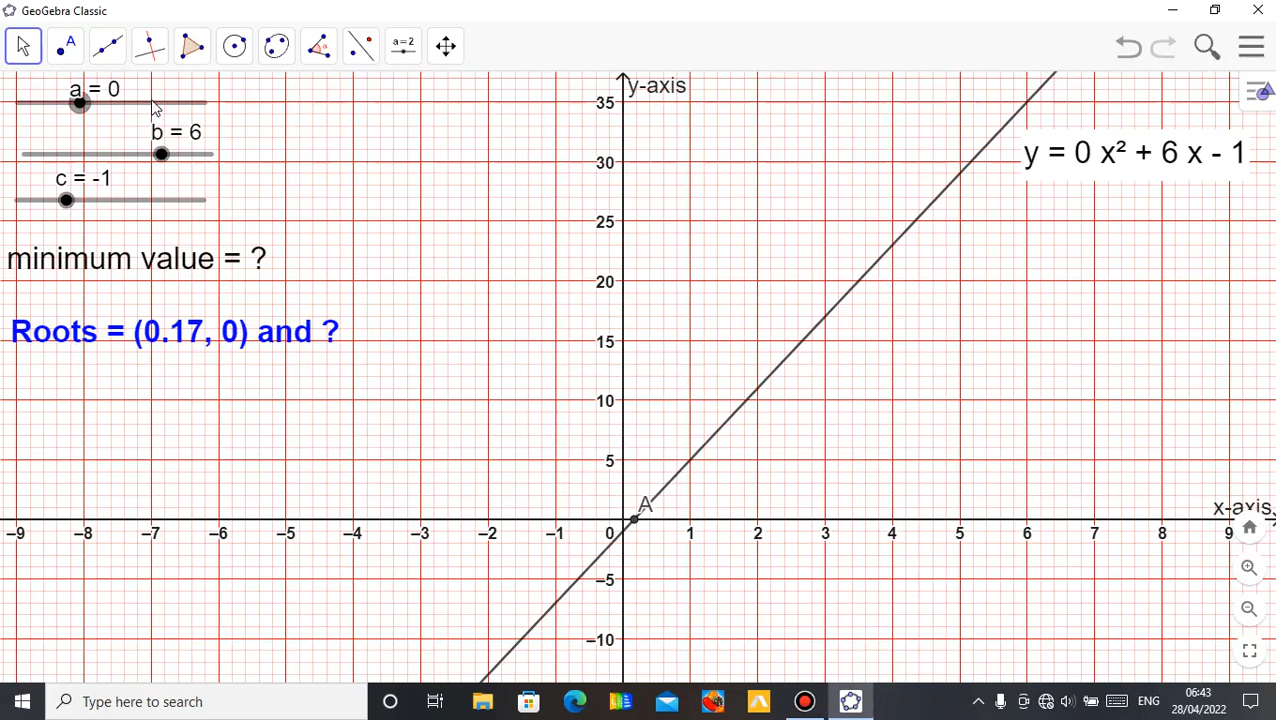 GeoGebra Classic
A
a=2
a = 0
b = 6
c = -1
minimum value = ?
Roots = (0.17, 0) and ?
y-axis
y = 0 x² + 6 x - 1
35
30
25
20
15
10
5
0
–5
–10
A
x-axis
–9 –8 –7 –6 –5 –4 –3 –2 –1 1 2 3 4 5 6 7 8 9
Type here to search
ENG
06:43
28/04/2022